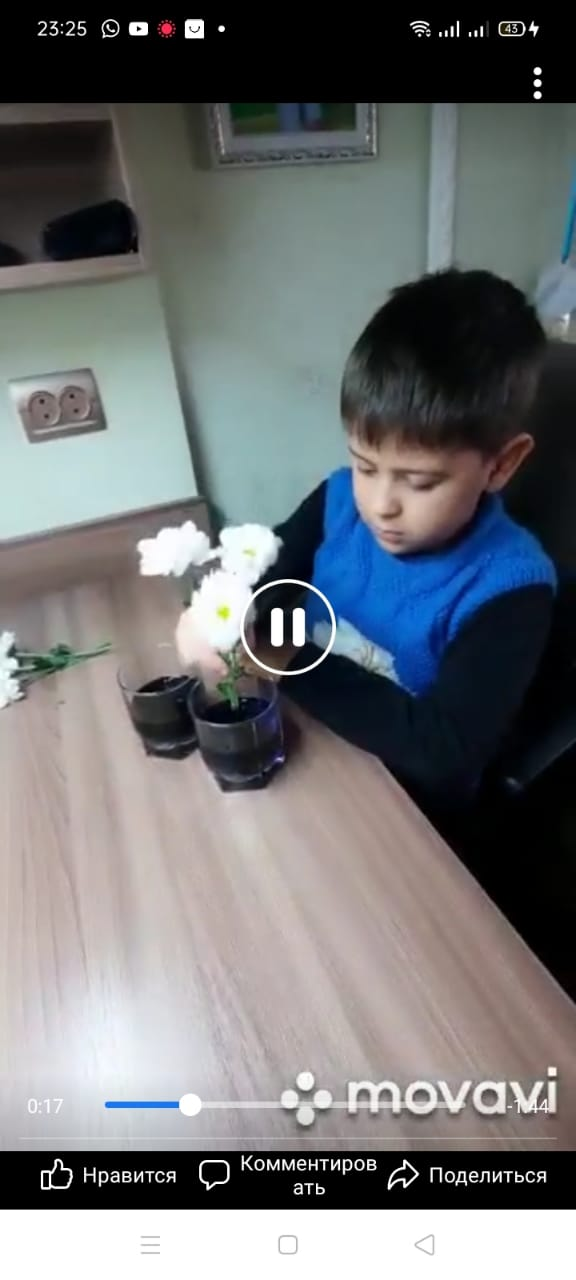 23:25
43
0:17
-1:44
movavi
Нравится
Комментиров
ать
Поделиться